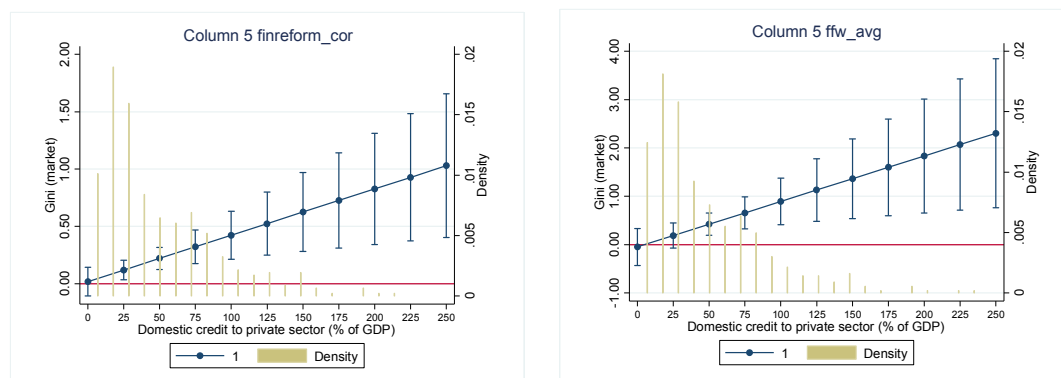 Column 5 finreform_cor
2.00
1.50
1.00
0.50
0.00
Gini (market)
.02
.015
.01
.005
0
Density
0 25 50 75 100 125 150 175 200 225 250
Domestic credit to private sector (% of GDP)
1 Density
Column 5 ffw_avg
4.00
3.00
2.00
1.00
0.00
-1.00
Gini (market)
.02
.015
.01
.005
0
Density
0 25 50 75 100 125 150 175 200 225 250
Domestic credit to private sector (% of GDP)
1 Density